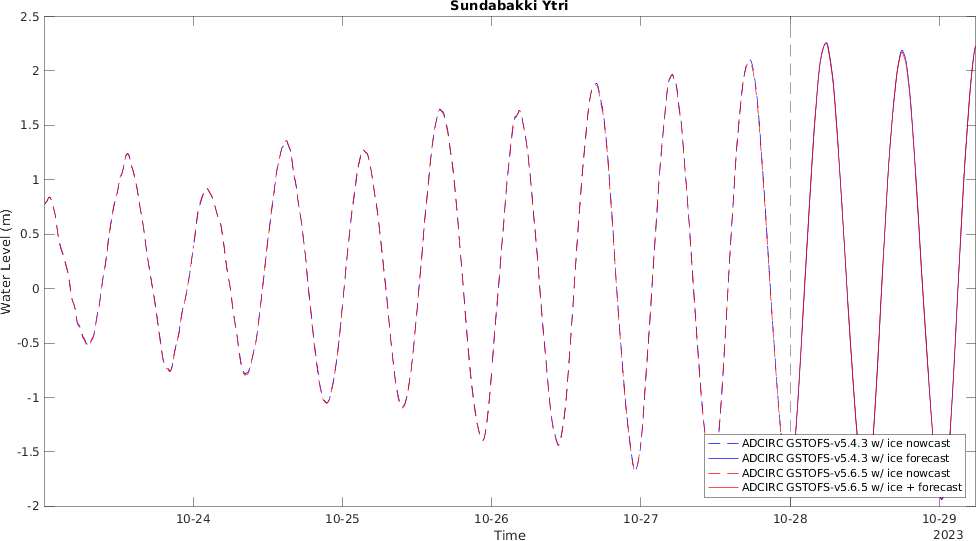 Sundabakki Ytri
2.5
2
1.5
1
0.5
0
-0.5
-1
-1.5
-2
Water Level (m)
ADCIRC GSTOFS-v5.4.3 w/ ice nowcast
ADCIRC GSTOFS-v5.4.3 w/ ice forecast
ADCIRC GSTOFS-v5.6.5 w/ ice nowcast
ADCIRC GSTOFS-v5.6.5 w/ ice + forecast
10-24 10-25 10-26 10-27 10-28 10-29
Time
2023